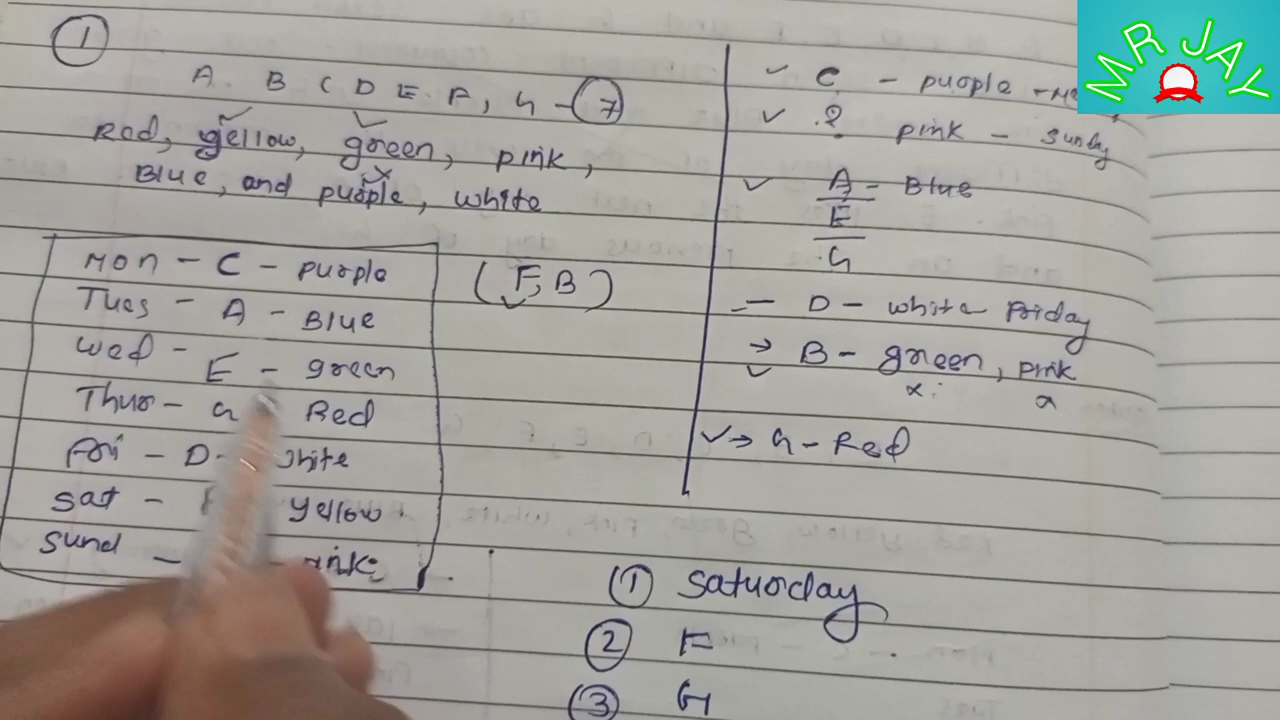 1
A. B C D E. F, G - 7
Red, yellow, green, pink,
Blue, and purple, white
Mon - C - purple
Tues - A - Blue
Wed - E - green
Thur - G Red
Fri - D - white
Sat - yellow
Sund -
(F, B)
C - purple
? pink - Sunday
A - Blue
E
G
- D - white Friday
→ B - green, pink
x x
→ G - Red
1 Saturday
2 F
3 G
MR JAY